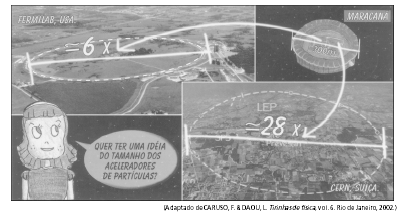 FERMILAB, USA.
MARACANÃ
≈6 x
LEP
≈28 x
QUER TER UMA IDÉIA
DO TAMANHO DOS
ACELERADORES
DE PARTÍCULAS?
CERN, SUÍÇA.
(Adaptado de CARUSO, F. & DAOU, L. Tirinhas de física, vol. 6. Rio de Janeiro, 2002.)